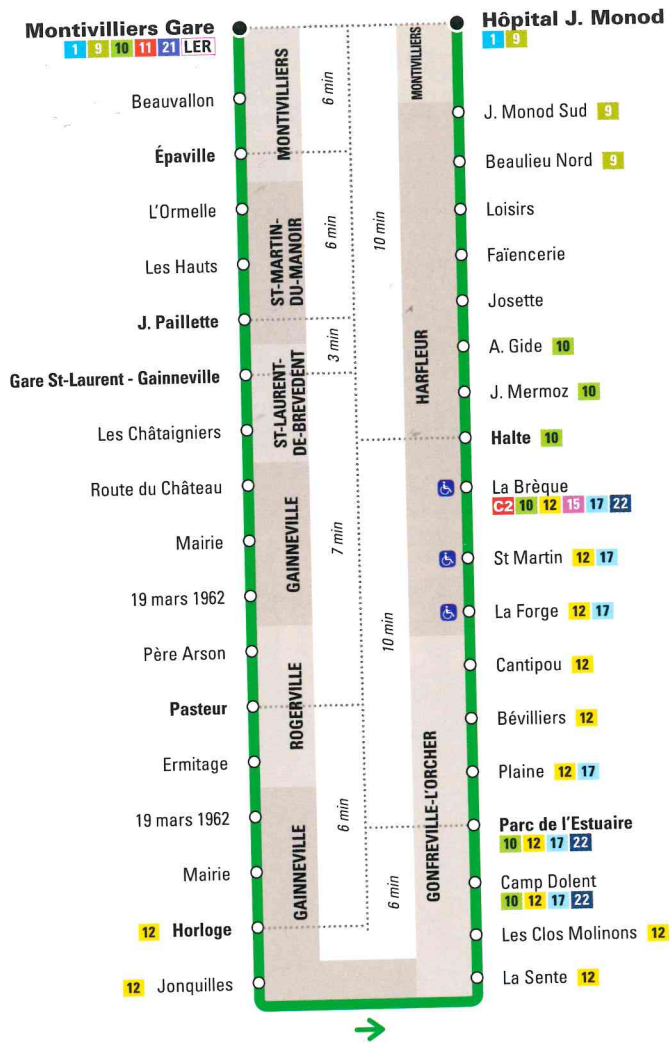 Montivilliers Gare
1 9 10 11 21 LER
Beauvallon
Épaville
L'Ormelle
Les Hauts
J. Paillette
Gare St-Laurent - Gainneville
Les Châtaigniers
Route du Château
Mairie
19 mars 1962
Père Arson
Pasteur
Ermitage
19 mars 1962
Mairie
12 Horloge
12 Jonquilles
MONTIVILLIERS
ST-MARTIN-
DU-MANOIR
ST-LAURENT-
DE-BREVEDENT
GAINNEVILLE
ROGERVILLE
GAINNEVILLE
6 min
6 min
3 min
7 min
6 min
10 min
10 min
6 min
MONTIVILLIERS
HARFLEUR
GONFREVILLE-L'ORCHER
Hôpital J. Monod
1 9
J. Monod Sud 9
Beaulieu Nord 9
Loisirs
Faïencerie
Josette
A. Gide 10
J. Mermoz 10
Halte 10
La Brèque
C2 10 12 15 17 22
St Martin 12 17
La Forge 12 17
Cantipou 12
Bévilliers 12
Plaine 12 17
Parc de l'Estuaire
10 12 17 22
Camp Dolent
10 12 17 22
Les Clos Molinons 12
La Sente 12